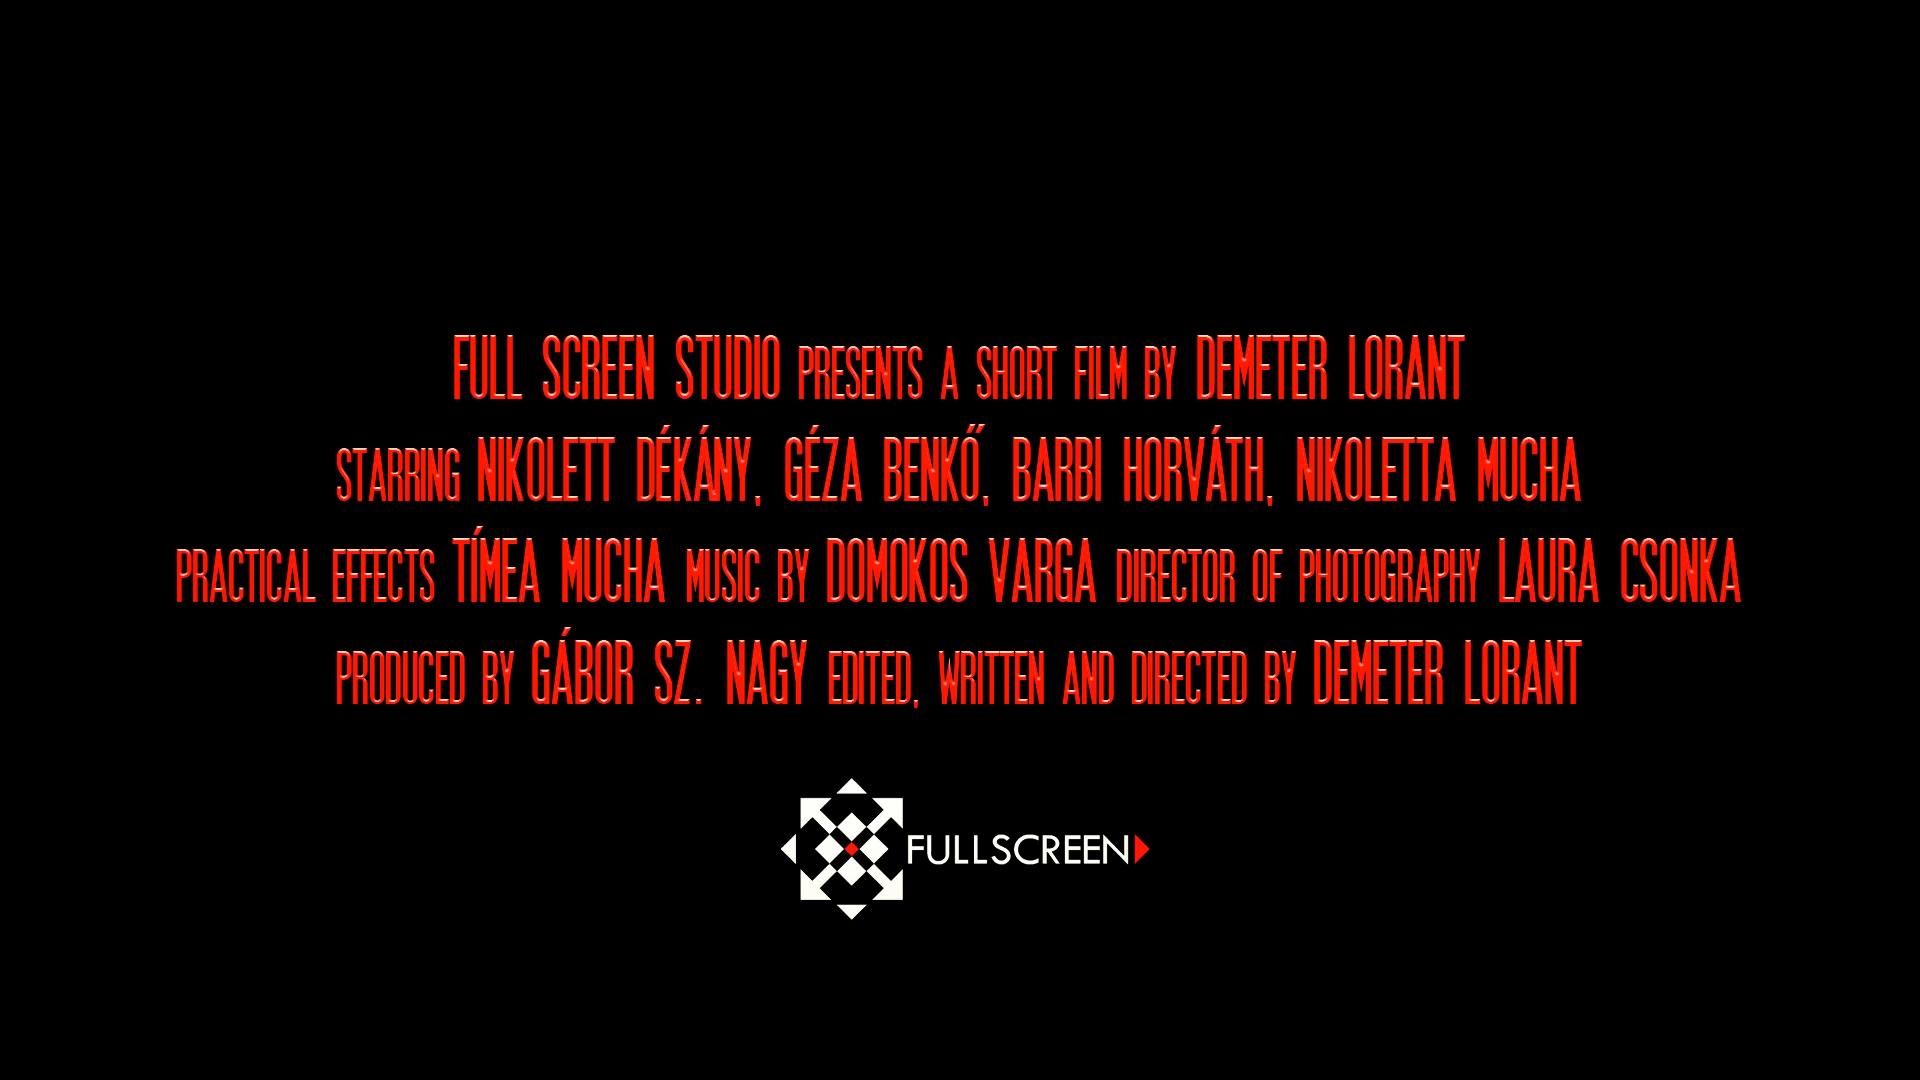 FULL SCREEN STUDIO PRESENTS A SHORT FILM BY DEMETER LORANT
STARRING NIKOLETT DÉKÁNY, GÉZA BENKŐ, BARBI HORVÁTH, NIKOLETTA MUCHA
PRACTICAL EFFECTS TÍMEA MUCHA MUSIC BY DOMOKOS VARGA DIRECTOR OF PHOTOGRAPHY LAURA CSONKA
PRODUCED BY GÁBOR SZ. NAGY EDITED, WRITTEN AND DIRECTED BY DEMETER LORANT
FULLSCREEN